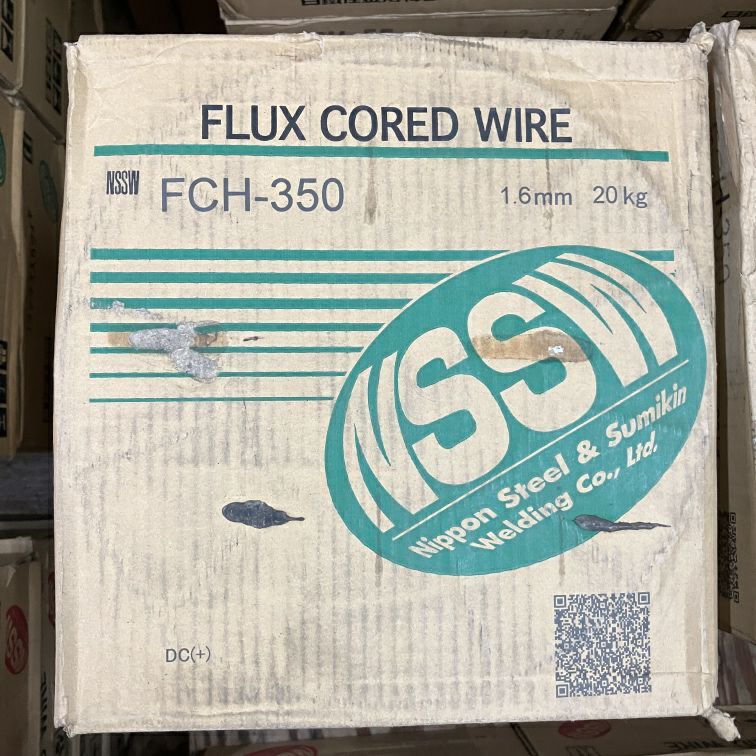 FLUX CORED WIRE
NSSW FCH-350 1.6mm 20kg
NSSW
Nippon Steel & Sumikin
Welding Co., Ltd.
DC(+)